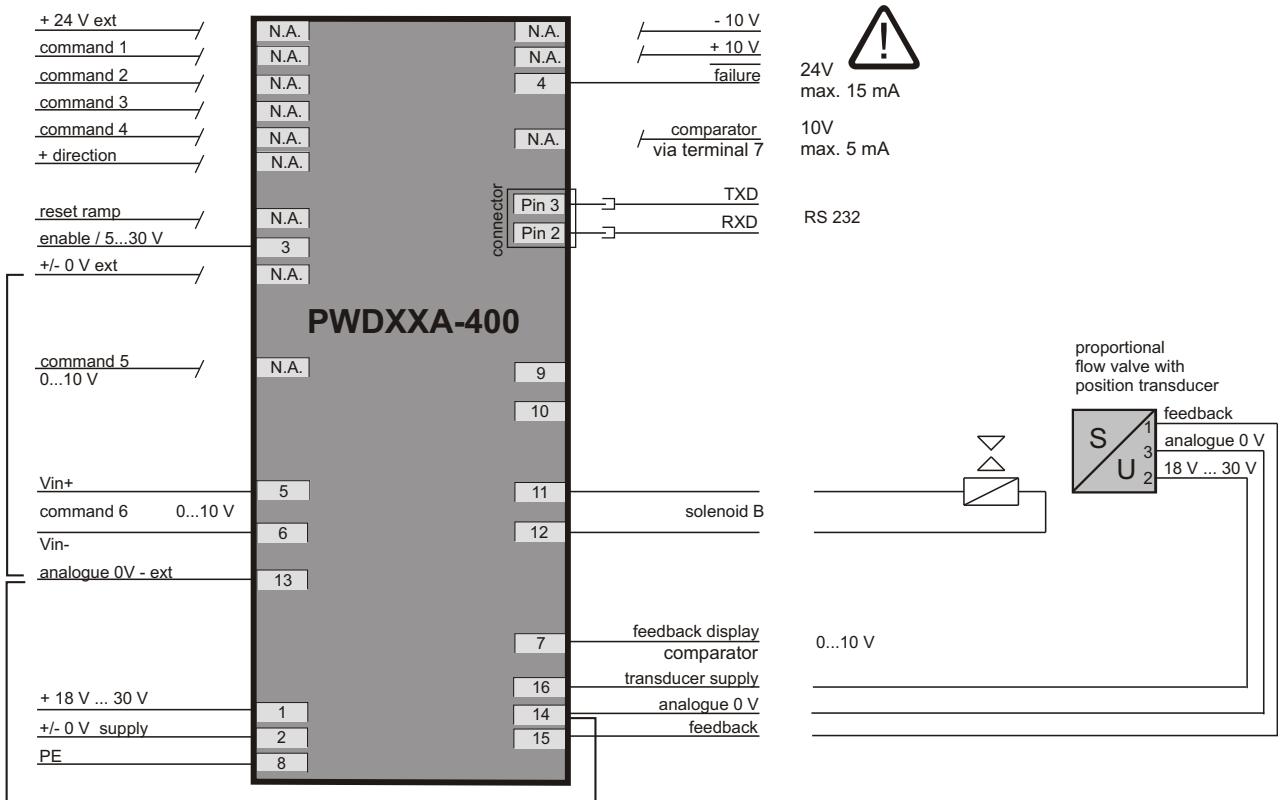 + 24 V ext
command 1
command 2
command 3
command 4
+ direction
reset ramp
enable / 5...30 V
+/- 0 V ext
command 5
0...10 V
Vin+
command 6 0...10 V
Vin-
analogue 0V - ext
+ 18 V ... 30 V
+/- 0 V supply
PE
N.A.
N.A.
N.A.
N.A.
N.A.
N.A.
N.A.
3
N.A.
N.A.
5
6
13
1
2
8
PWDXXA-400
N.A.
N.A.
4
N.A.
connector
Pin 3
Pin 2
9
10
11
12
7
16
14
15
- 10 V
+ 10 V
failure
comparator
via terminal 7
TXD
RXD
solenoid B
feedback display
comparator
transducer supply
analogue 0 V
feedback
!
24V
max. 15 mA
10V
max. 5 mA
RS 232
0...10 V
proportional
flow valve with
position transducer
S
U
1
3
2
feedback
analogue 0 V
18 V ... 30 V